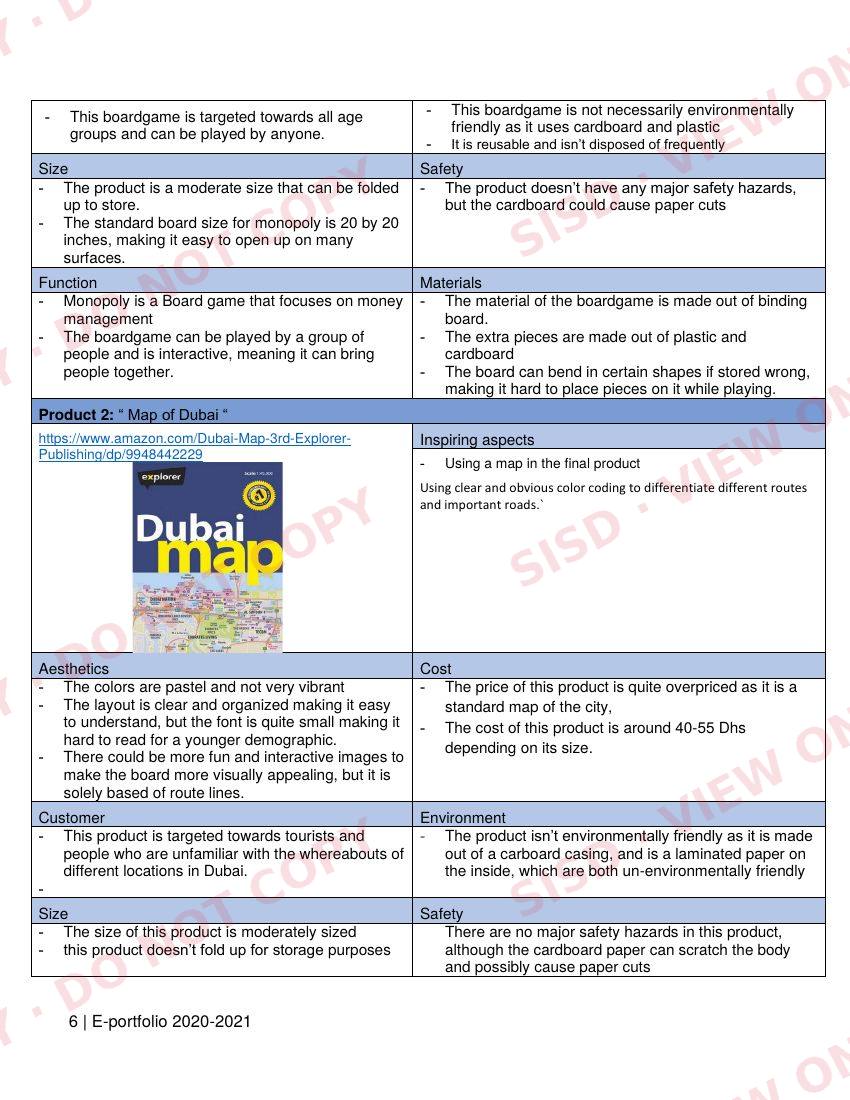 - This boardgame is targeted towards all age
groups and can be played by anyone.
- This boardgame is not necessarily environmentally
friendly as it uses cardboard and plastic
- It is reusable and isn't disposed of frequently
Size
Safety
- The product is a moderate size that can be folded
up to store.
- The standard board size for monopoly is 20 by 20
inches, making it easy to open up on many
surfaces.
- The product doesn't have any major safety hazards,
but the cardboard could cause paper cuts
Function
Materials
- Monopoly is a Board game that focuses on money
management
- The boardgame can be played by a group of
people and is interactive, meaning it can bring
people together.
- The material of the boardgame is made out of binding
board.
- The extra pieces are made out of plastic and
cardboard
- The board can bend in certain shapes if stored wrong,
making it hard to place pieces on it while playing.
Product 2: “ Map of Dubai “
https://www.amazon.com/Dubai-Map-3rd-Explorer-
Publishing/dp/9948442229
explorer
Dubai
map
Inspiring aspects
- Using a map in the final product
Using clear and obvious color coding to differentiate different routes
and important roads.`
Aesthetics
Cost
- The colors are pastel and not very vibrant
- The layout is clear and organized making it easy
to understand, but the font is quite small making it
hard to read for a younger demographic.
- There could be more fun and interactive images to
make the board more visually appealing, but it is
solely based of route lines.
- The price of this product is quite overpriced as it is a
standard map of the city,
- The cost of this product is around 40-55 Dhs
depending on its size.
Customer
Environment
- This product is targeted towards tourists and
people who are unfamiliar with the whereabouts of
different locations in Dubai.
-
- The product isn't environmentally friendly as it is made
out of a carboard casing, and is a laminated paper on
the inside, which are both un-environmentally friendly
Size
Safety
- The size of this product is moderately sized
- this product doesn't fold up for storage purposes
There are no major safety hazards in this product,
although the cardboard paper can scratch the body
and possibly cause paper cuts
6 | E-portfolio 2020-2021
SISD · VIEW ONLY · DO NOT COPY